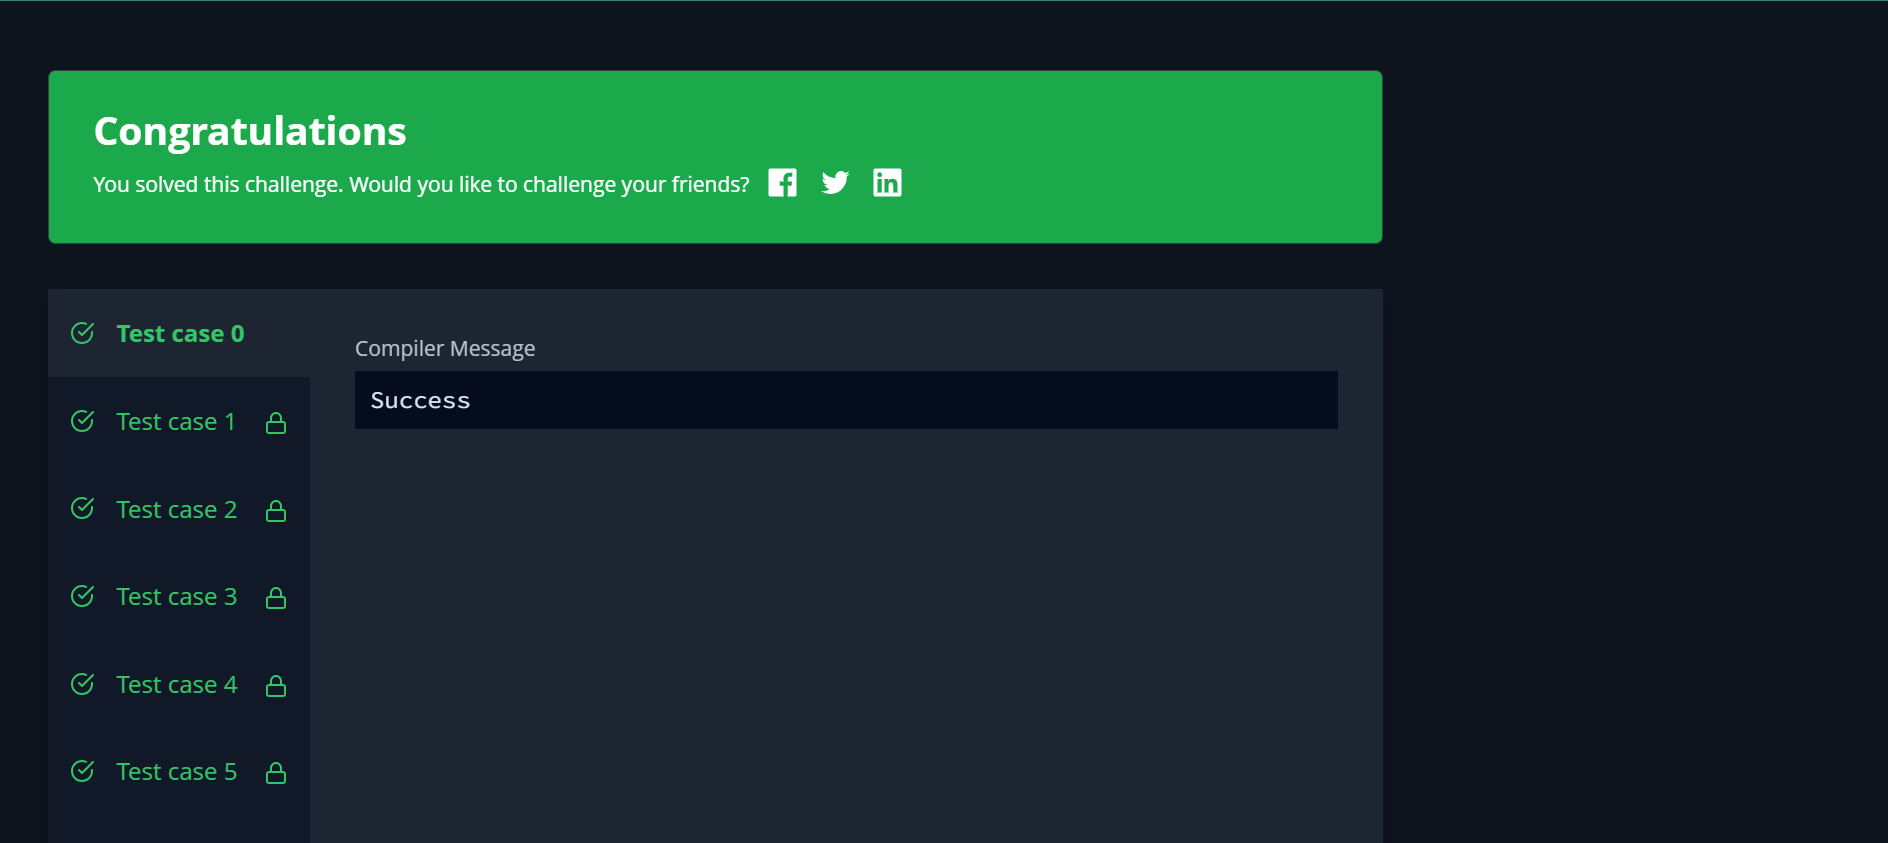 Congratulations
You solved this challenge. Would you like to challenge your friends?
Test case 0
Compiler Message
Success
Test case 1
Test case 2
Test case 3
Test case 4
Test case 5